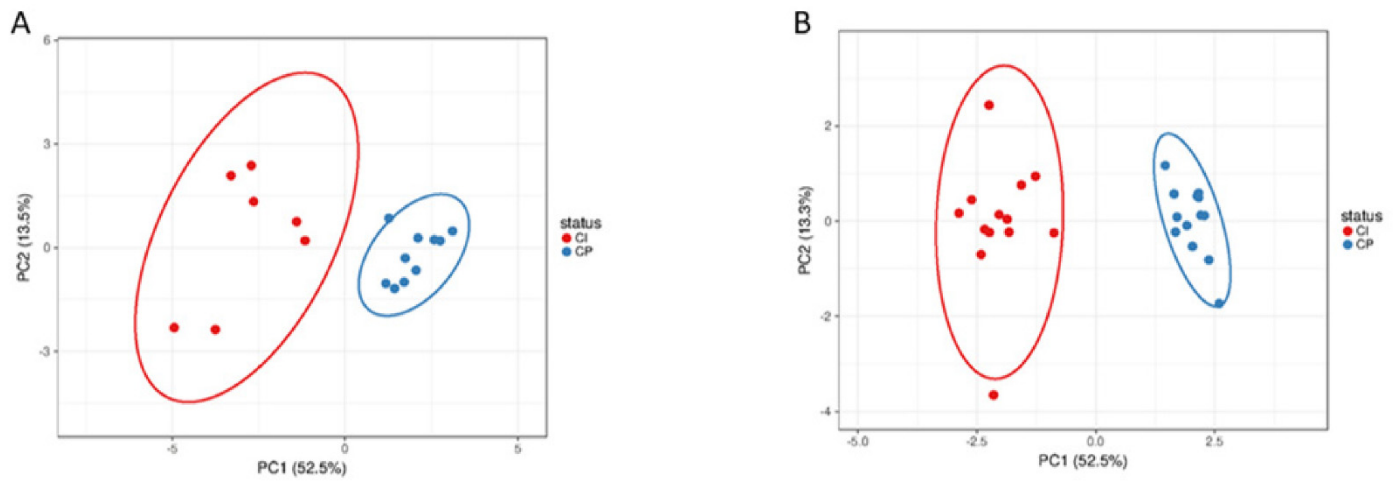 A
6
3
0
-3
PC2 (13.5%)
-5
0
5
PC1 (52.5%)
status
CI
CP
B
2
0
-2
-4
PC2 (13.3%)
-5.0
-2.5
0.0
2.5
PC1 (52.5%)
status
CI
CP